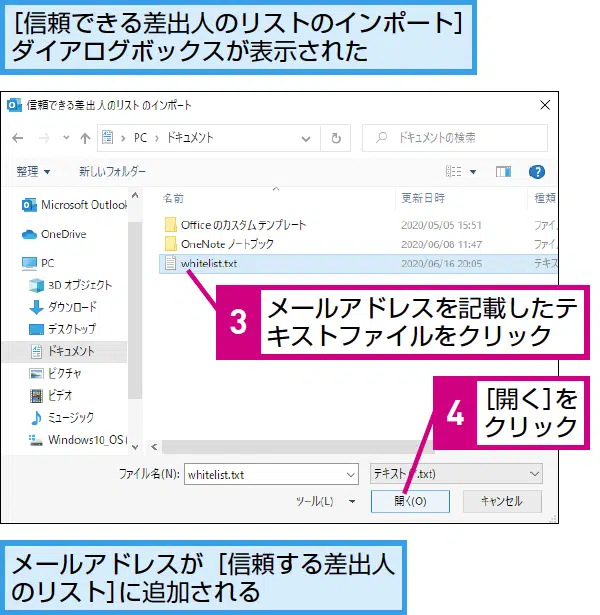 [信頼できる差出人のリストのインポート]
ダイアログボックスが表示された
信頼できる差出人のリスト のインポート
PC › ドキュメント
ドキュメントの検索
整理
新しいフォルダー
名前
更新日時
種類
Microsoft Outlook
OneDrive
PC
3D オブジェクト
ダウンロード
デスクトップ
ドキュメント
ピクチャ
ビデオ
ミュージック
Windows10_OS (
Office のカスタム テンプレート
2020/05/05 15:51
ファイ
OneNote ノートブック
2020/06/08 11:47
ファイ
whitelist.txt
2020/06/16 20:05
テキス
3
メールアドレスを記載したテ
キストファイルをクリック
4
[開く]を
クリック
ファイル名(N):
whitelist.txt
テキスト (*.txt)
ツール(L)
開く(O)
キャンセル
メールアドレスが［信頼する差出人
のリスト]に追加される